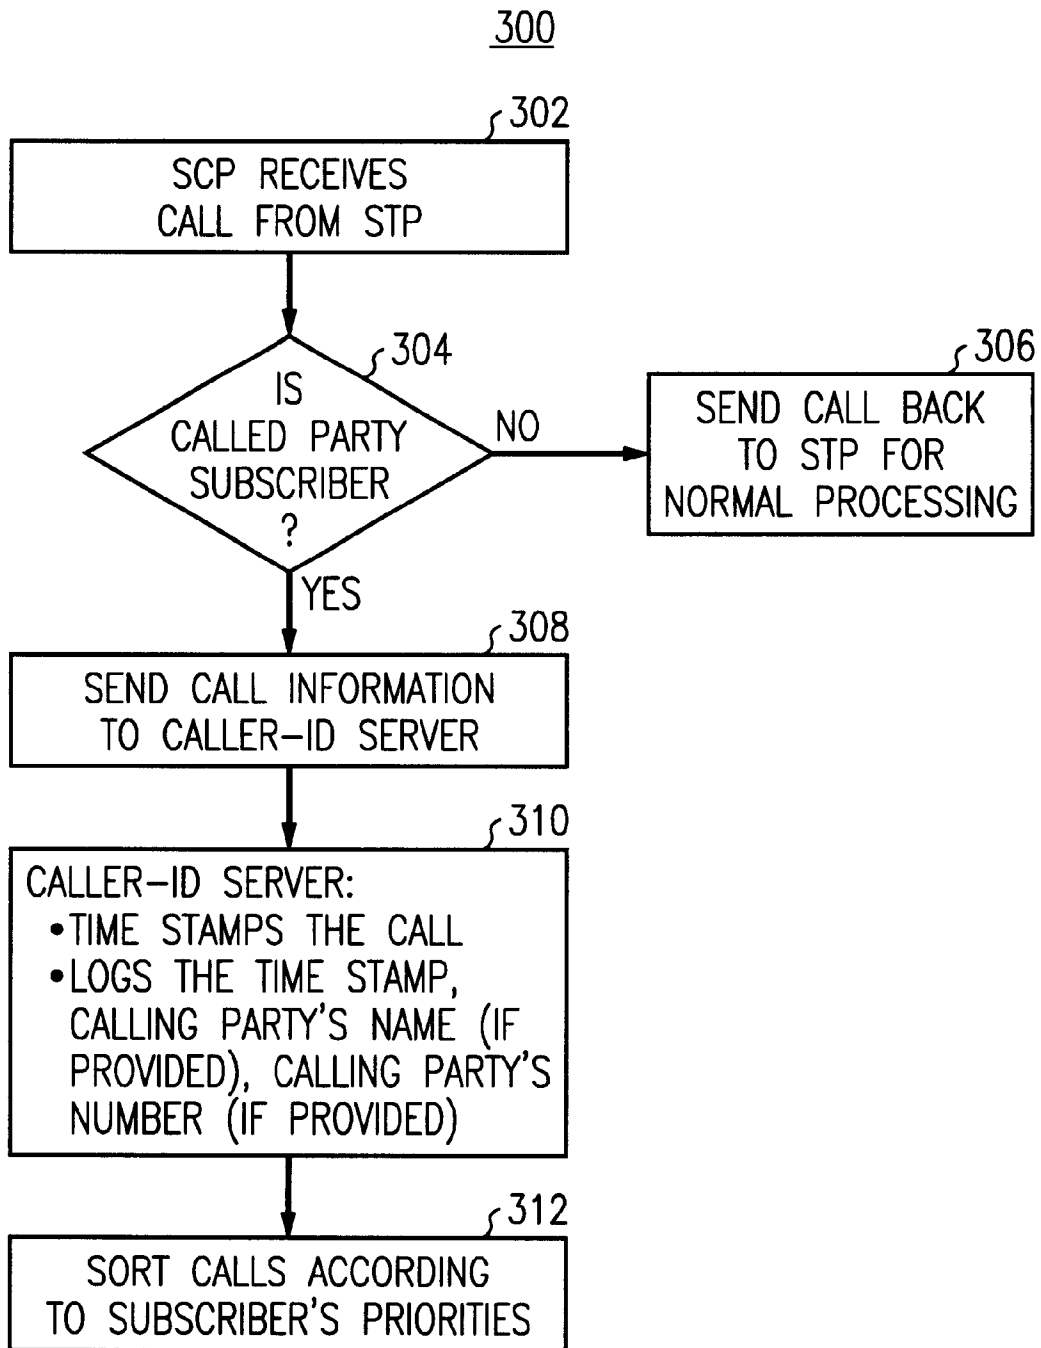 300
302
SCP RECEIVES
CALL FROM STP
304
IS
CALLED PARTY
SUBSCRIBER
?
NO
306
SEND CALL BACK
TO STP FOR
NORMAL PROCESSING
YES
308
SEND CALL INFORMATION
TO CALLER-ID SERVER
310
CALLER-ID SERVER:
•TIME STAMPS THE CALL
•LOGS THE TIME STAMP,
CALLING PARTY'S NAME (IF
PROVIDED), CALLING PARTY'S
NUMBER (IF PROVIDED)
312
SORT CALLS ACCORDING
TO SUBSCRIBER'S PRIORITIES